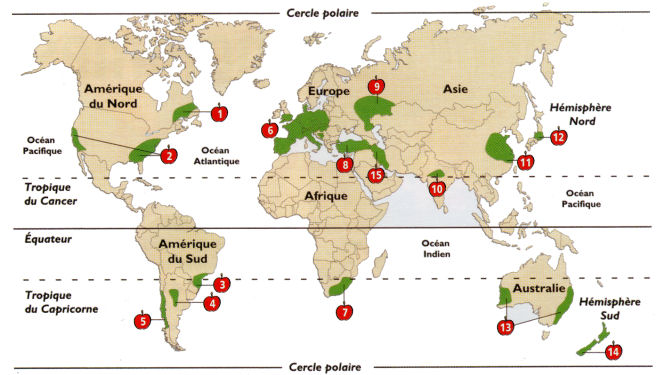 Cercle polaire
Amérique
du Nord
Europe
9
Asie
Hémisphère
Nord
1
6
12
Océan
Pacifique
2
Océan
Atlantique
8
15
11
10
Tropique
du Cancer
Afrique
Océan
Pacifique
Équateur
Amérique
du Sud
Océan
Indien
3
4
Tropique
du Capricorne
5
7
Australie
13
Hémisphère
Sud
14
Cercle polaire